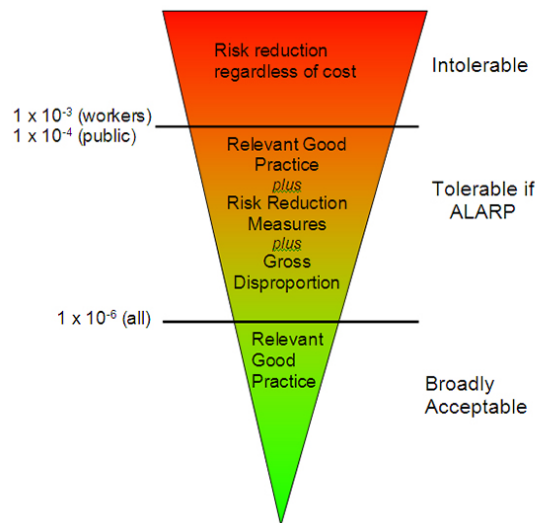 Risk reduction
regardless of cost
Intolerable
1 x 10⁻³ (workers)
1 x 10⁻⁴ (public)
Relevant Good
Practice
plus
Risk Reduction
Measures
plus
Gross
Disproportion
Tolerable if
ALARP
1 x 10⁻⁶ (all)
Relevant
Good
Practice
Broadly
Acceptable